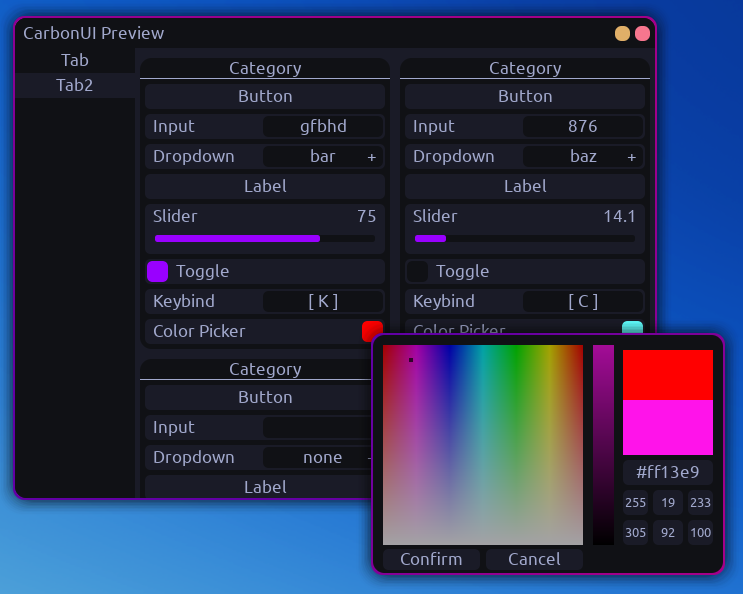 CarbonUI Preview
Tab
Tab2
Category
Button
Input gfbhd
Dropdown bar +
Label
Slider 75
Toggle
Keybind [ K ]
Color Picker
Category
Button
Input
Dropdown none
Label
Category
Button
Input 876
Dropdown baz +
Label
Slider 14.1
Toggle
Keybind [ C ]
Color Picker
#ff13e9
255 19 233
305 92 100
Confirm Cancel